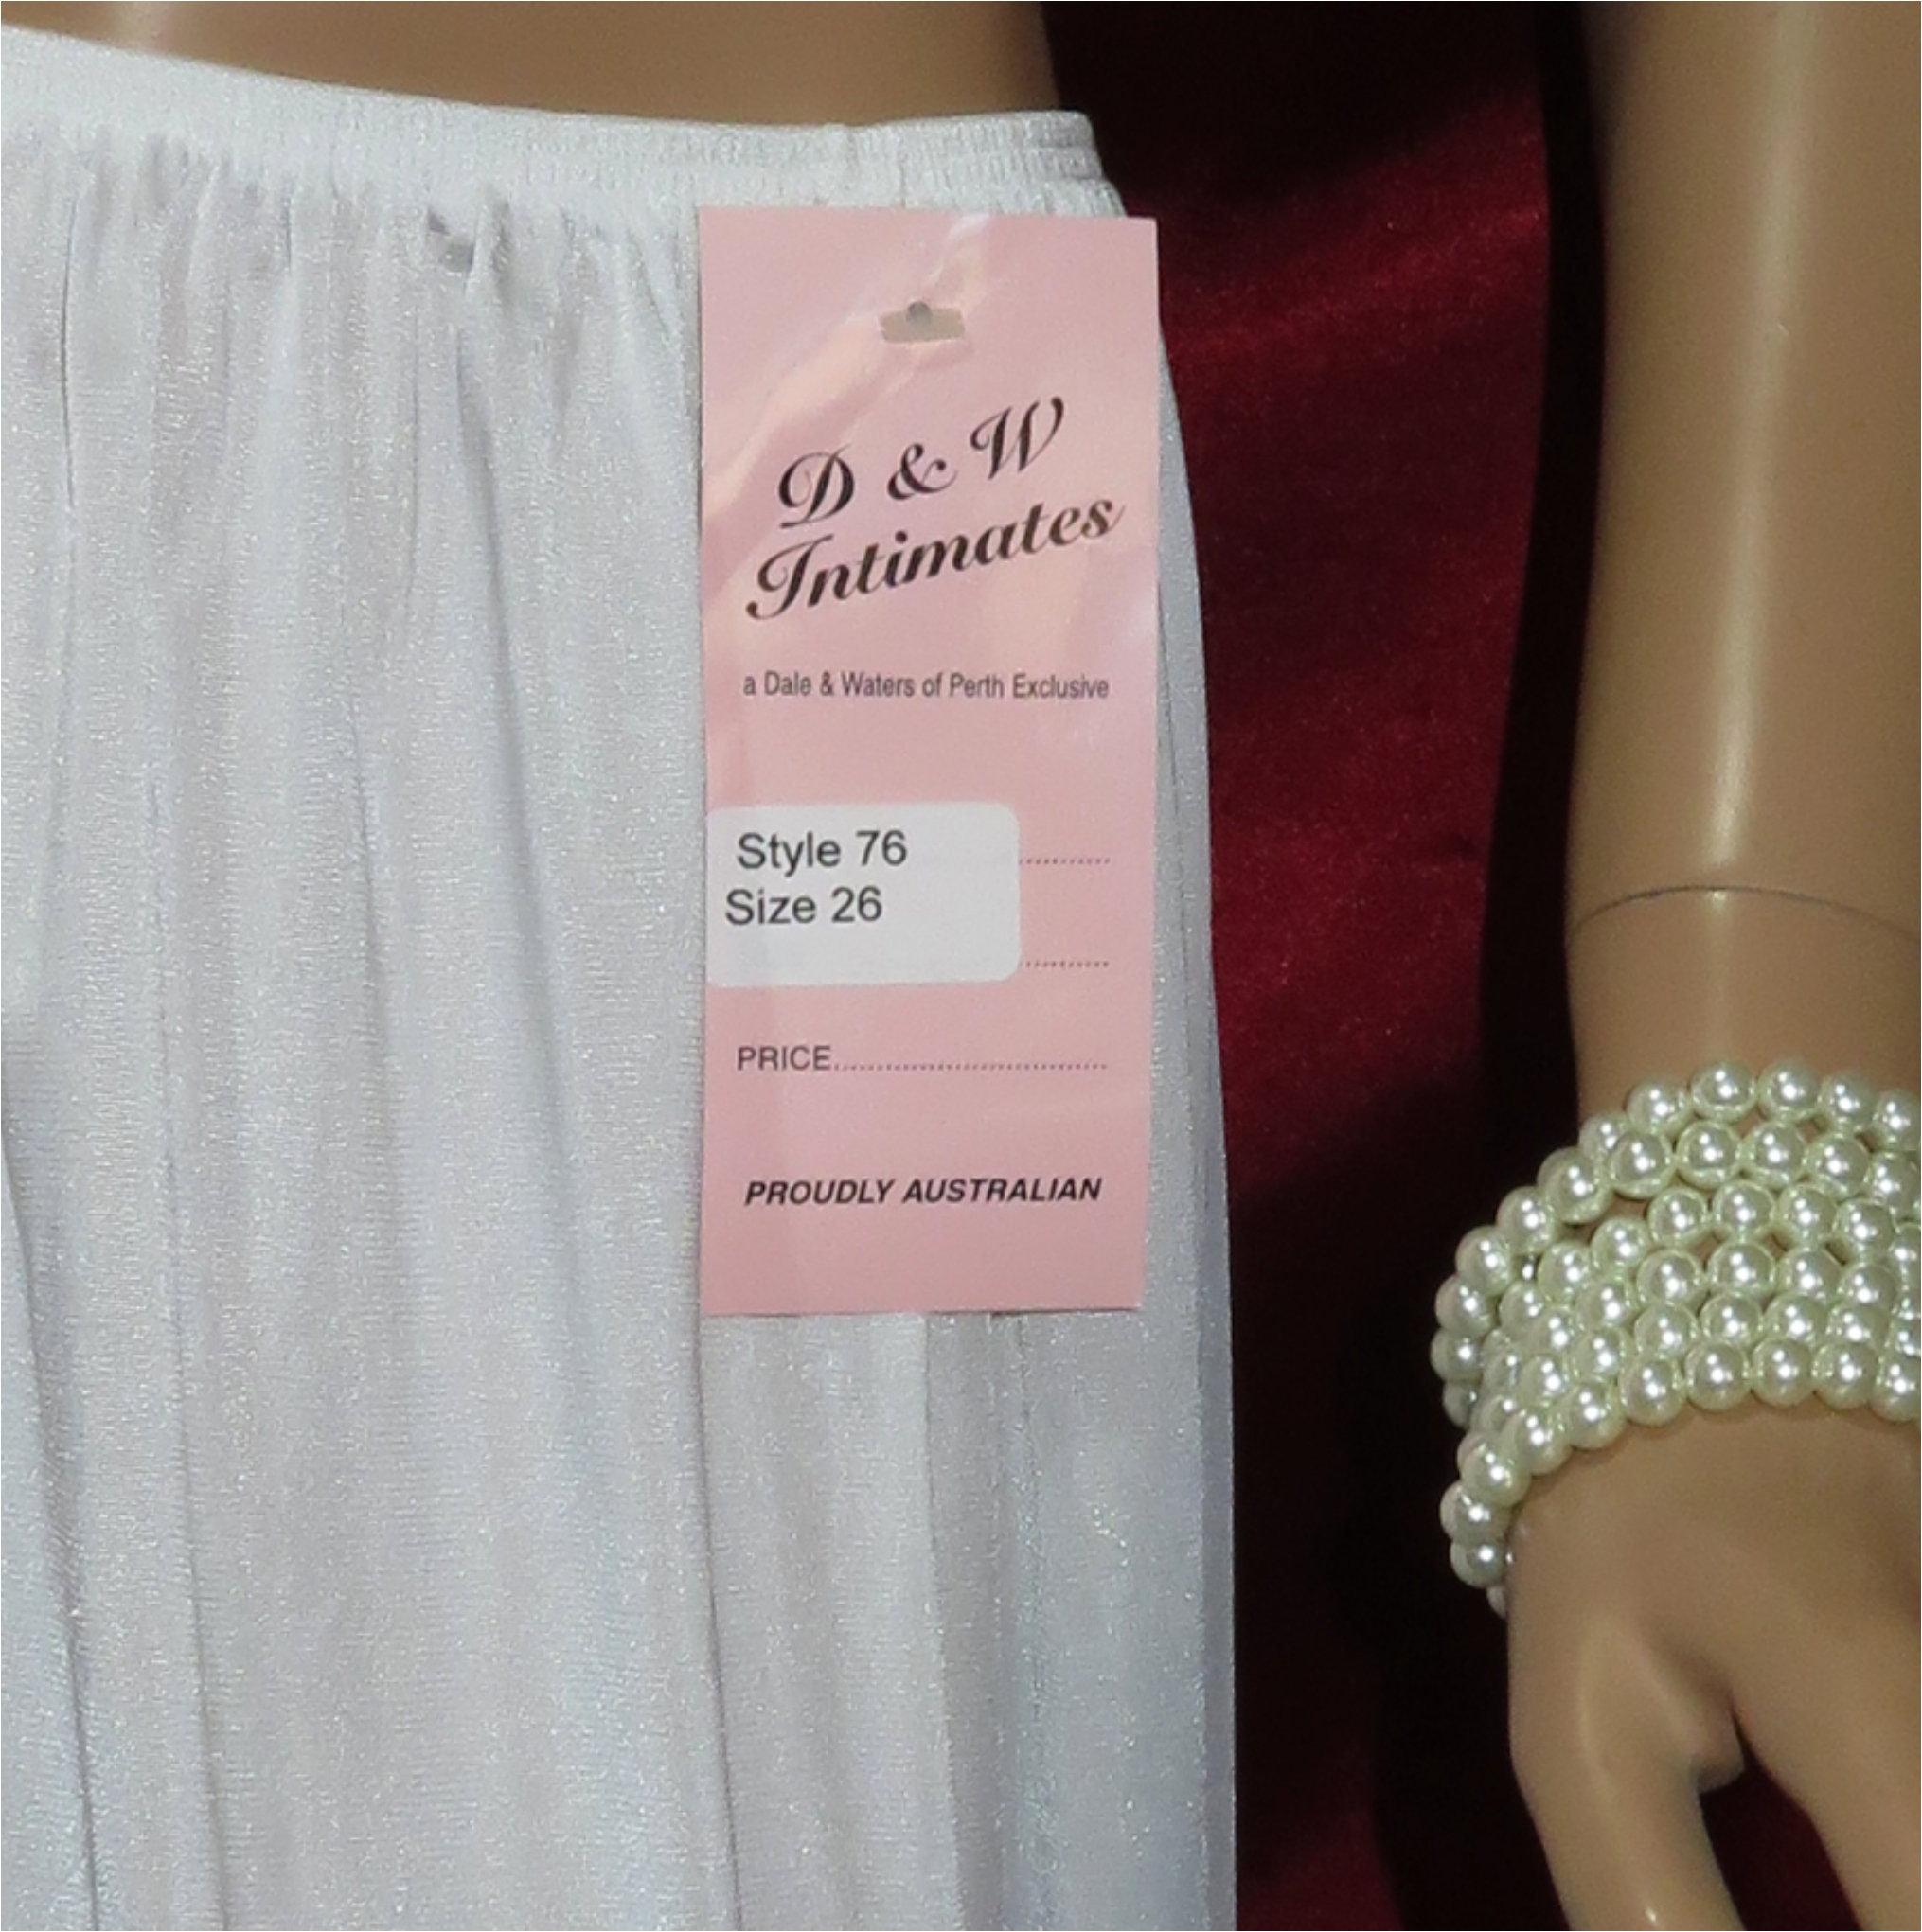 D & W
Intimates
a Dale & Waters of Perth Exclusive
Style 76
Size 26
PRICE..............................
PROUDLY AUSTRALIAN